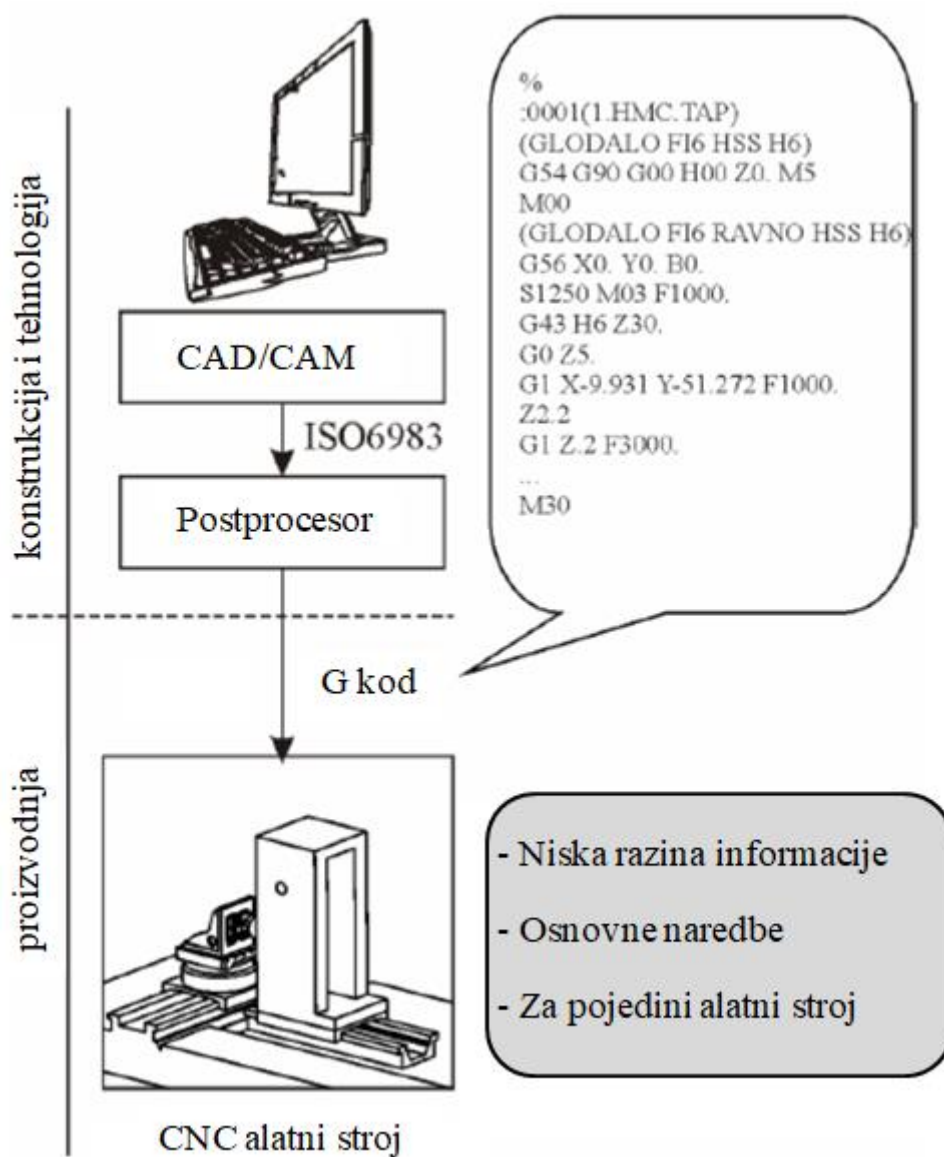 konstrukcija i tehnologija
CAD/CAM
ISO6983
Postprocesor
%
:0001(1.HMC.TAP)
(GLODALO FI6 HSS H6)
G54 G90 G00 H00 Z0. M5
M00
(GLODALO FI6 RAVNO HSS H6)
G56 X0. Y0. B0.
S1250 M03 F1000.
G43 H6 Z30.
G0 Z5.
G1 X-9.931 Y-51.272 F1000.
Z2.2
G1 Z.2 F3000.
...
M30
proizvodnja
G kod
- Niska razina informacije
- Osnovne naredbe
- Za pojedini alatni stroj
CNC alatni stroj